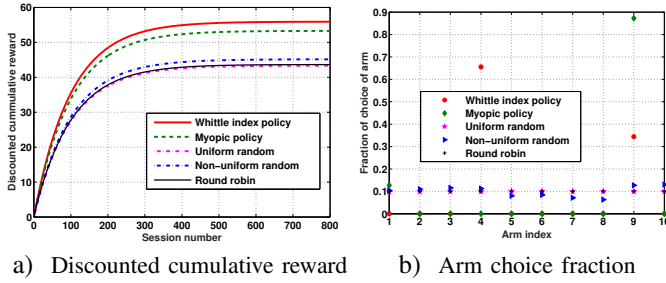 60
50
40
30
20
10
0
Discounted cummulative reward
Whittle index policy
Myopic policy
Uniform random
Non−uniform random
Round robin
0 100 200 300 400 500 600 700 800
Session number
a) Discounted cumulative reward
0.9
0.8
0.7
0.6
0.5
0.4
0.3
0.2
0.1
0
Fraction of choice of arm
Whittle index policy
Myopic policy
Uniform random
Non−uniform random
Round robin
1 2 3 4 5 6 7 8 9 10
Arm index
b) Arm choice fraction